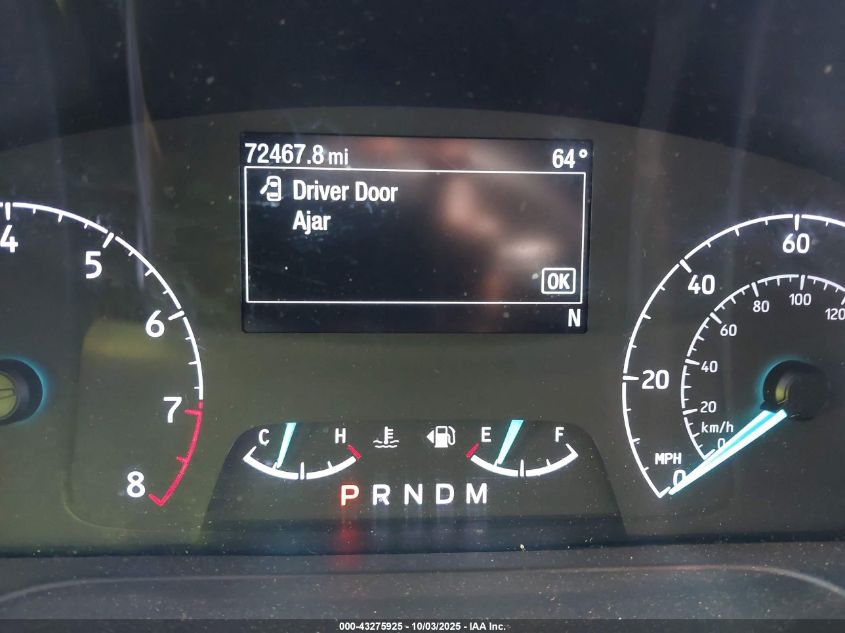 72467.8 mi 64°
Driver Door
Ajar
OK
N
4
5
6
7
8
C H E F
P R N D M
60
40
20
0
MPH
120
100
80
60
40
20
0
km/h
000-43275925 - 10/03/2025 - IAA Inc.